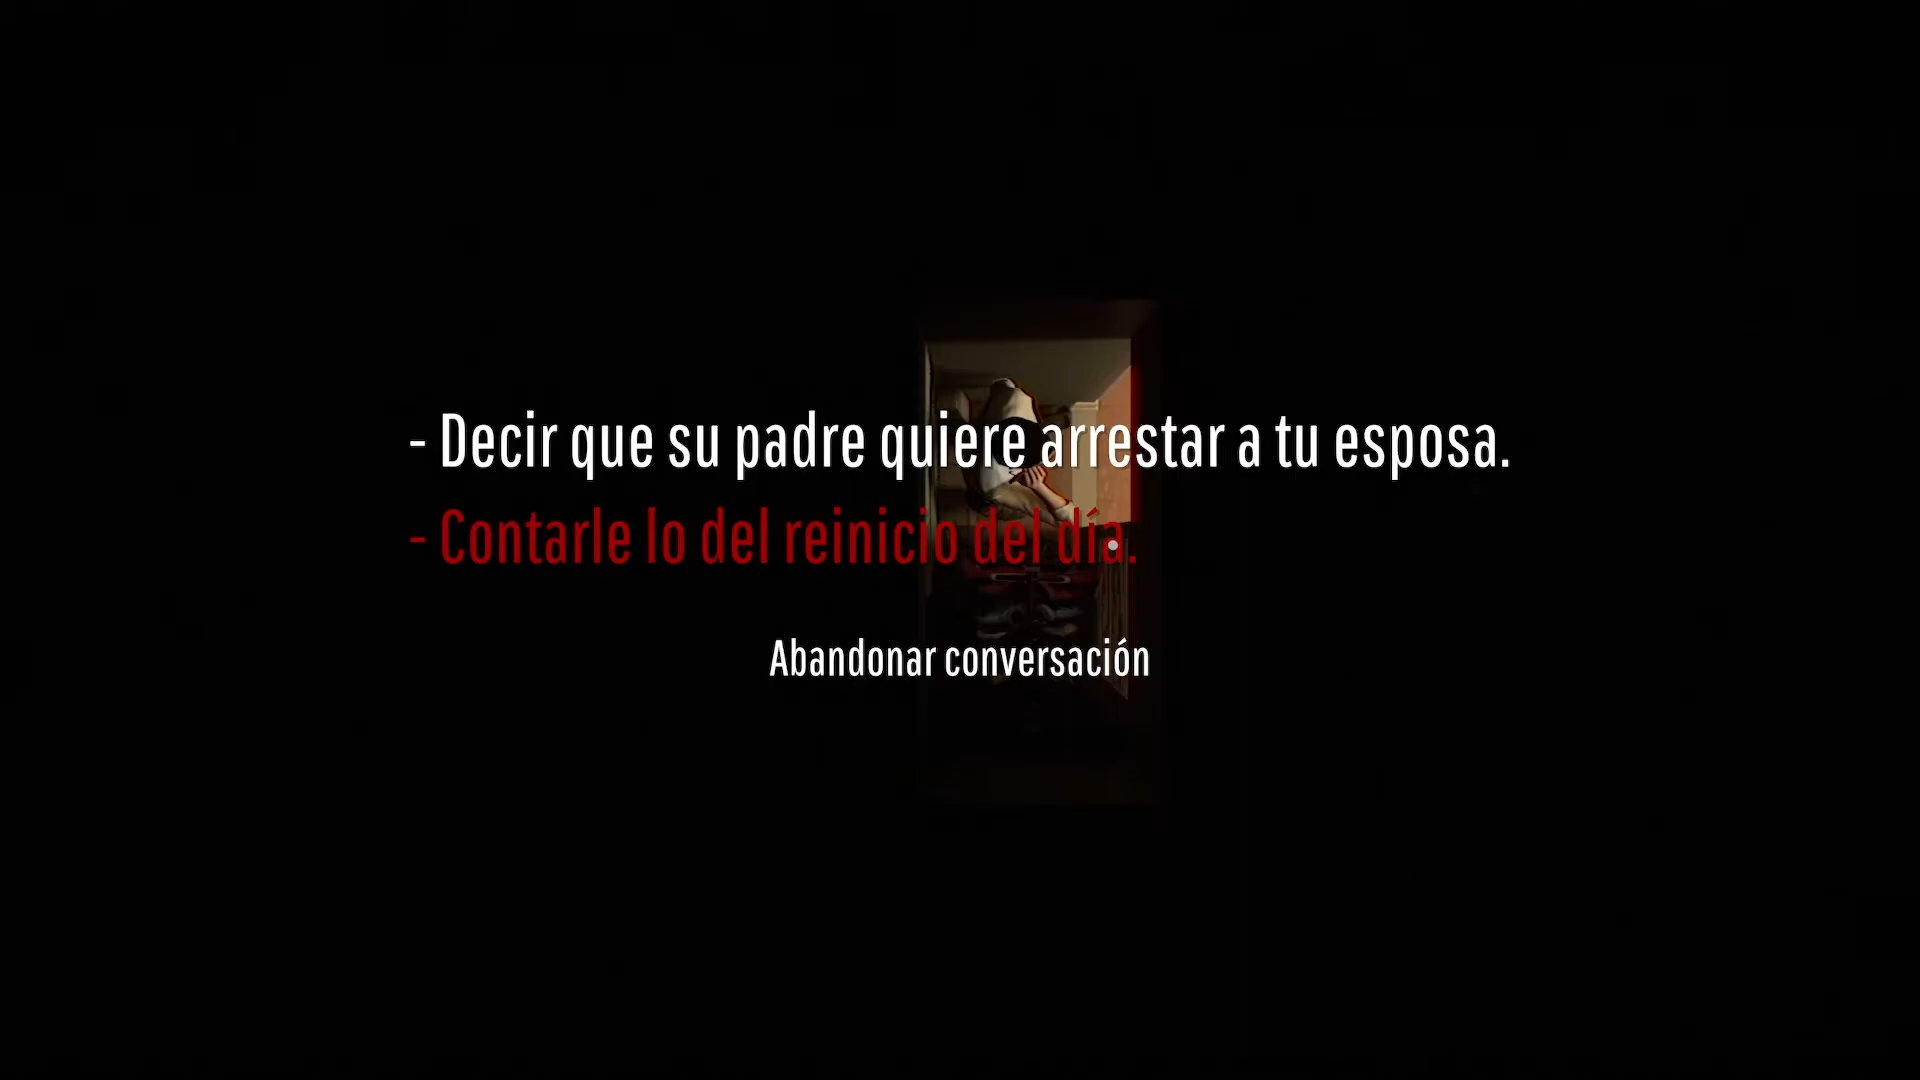 - Decir que su padre quiere arrestar a tu esposa.
- Contarle lo del reinicio del día.
Abandonar conversación